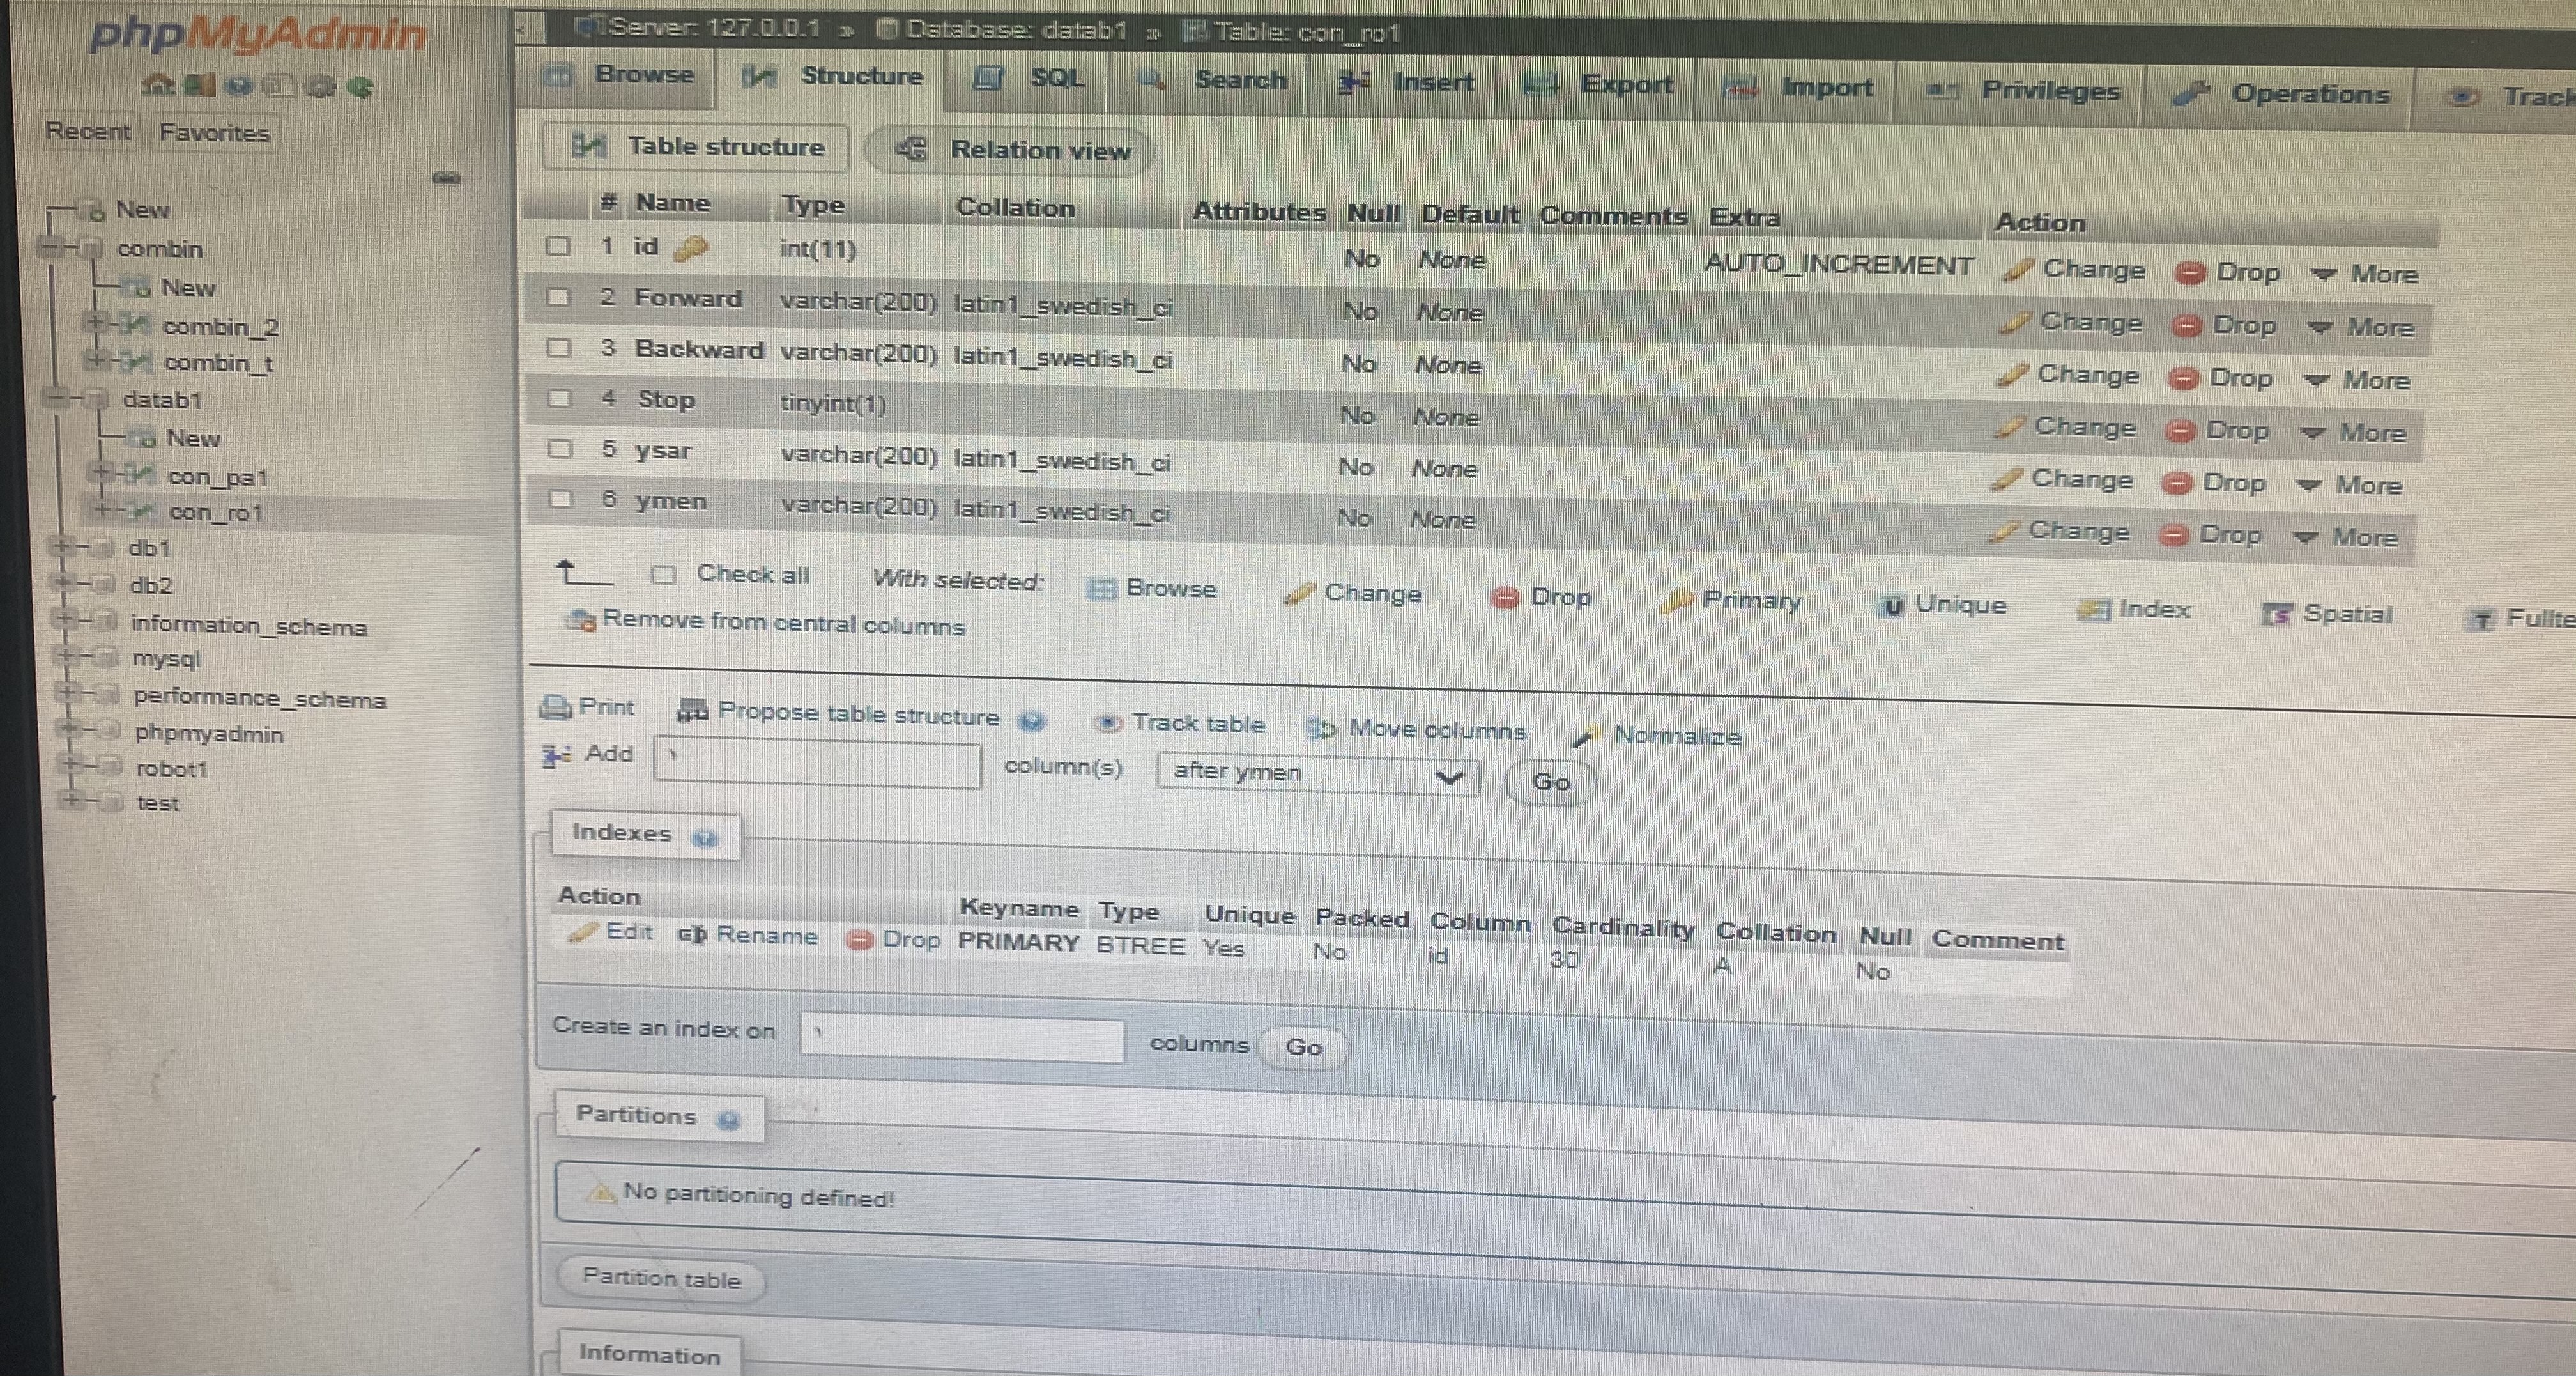 phpMyAdmin
Recent Favorites
New
combin
New
combin_2
combin_t
datab1
New
con_pa1
con_ro1
db1
db2
information_schema
mysql
performance_schema
phpmyadmin
robot1
test
Server: 127.0.0.1 » Database: datab1 » Table: con_ro1
Browse Structure SQL Search Insert Export Import Privileges Operations Track
Table structure Relation view
# Name Type Collation Attributes Null Default Comments Extra Action
1 id int(11) No None AUTO_INCREMENT Change Drop More
2 Forward varchar(200) latin1_swedish_ci No None Change Drop More
3 Backward varchar(200) latin1_swedish_ci No None Change Drop More
4 Stop tinyint(1) No None Change Drop More
5 ysar varchar(200) latin1_swedish_ci No None Change Drop More
6 ymen varchar(200) latin1_swedish_ci No None Change Drop More
Check all With selected: Browse Change Drop Primary Unique Index Spatial Fullte
Remove from central columns
Print Propose table structure Track table Move columns Normalize
Add ١ column(s) after ymen Go
Indexes
Action Keyname Type Unique Packed Column Cardinality Collation Null Comment
Edit Rename Drop PRIMARY BTREE Yes No id 30 A No
Create an index on ١ columns Go
Partitions
No partitioning defined!
Partition table
Information